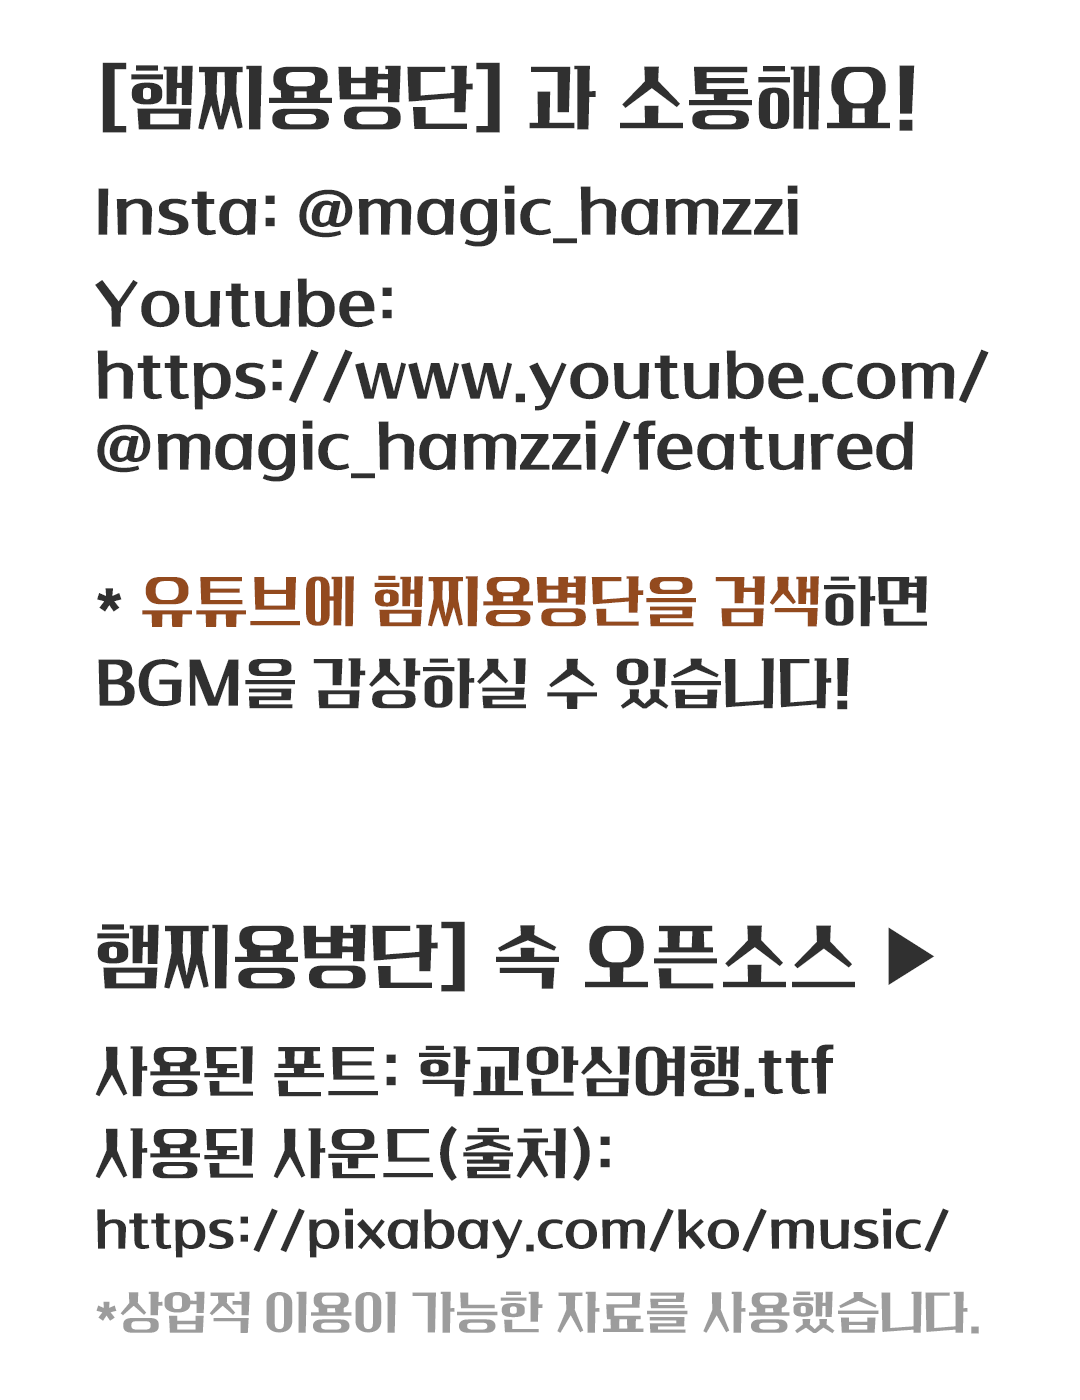 [햄찌용병단] 과 소통해요!
Insta: @magic_hamzzi
Youtube:
https://www.youtube.com/
@magic_hamzzi/featured
* 유튜브에 햄찌용병단을 검색하면
BGM을 감상하실 수 있습니다!
햄찌용병단] 속 오픈소스 ▶
사용된 폰트: 학교안심여행.ttf
사용된 사운드(출처):
https://pixabay.com/ko/music/
*상업적 이용이 가능한 자료를 사용했습니다.